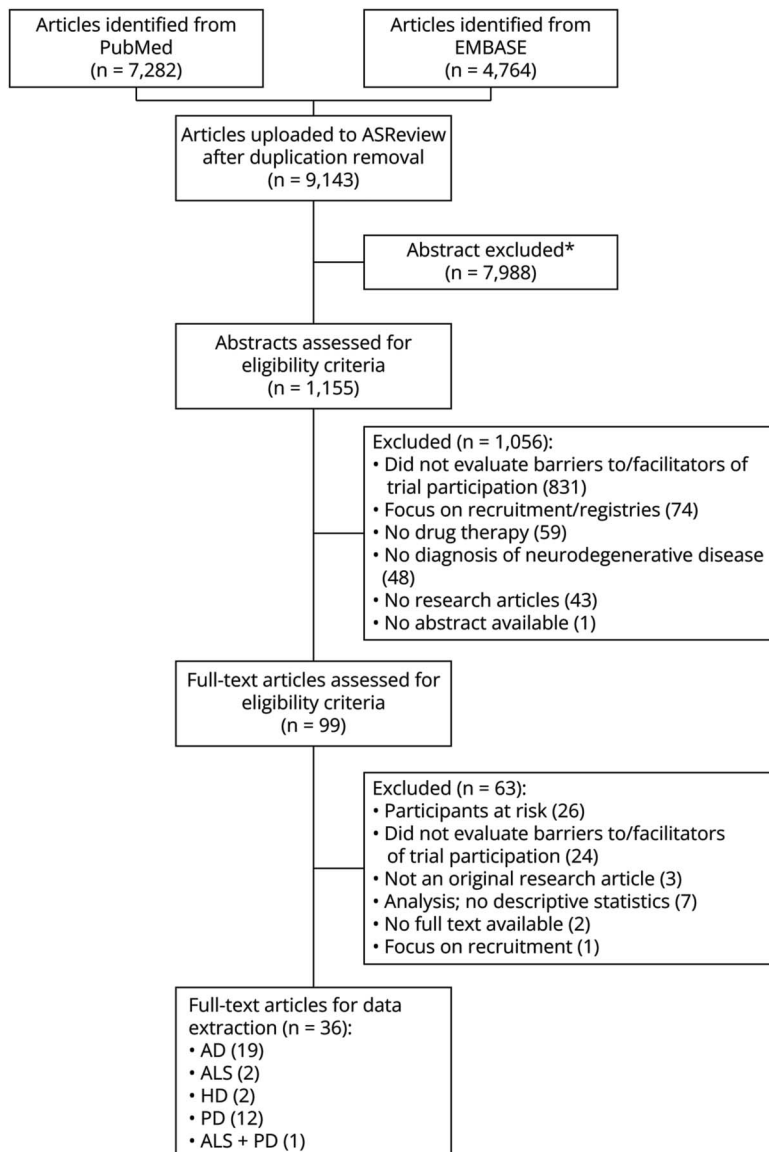 Articles identified from
PubMed
(n = 7,282)
Articles identified from
EMBASE
(n = 4,764)
Articles uploaded to ASReview
after duplication removal
(n = 9,143)
Abstract excluded*
(n = 7,988)
Abstracts assessed for
eligibility criteria
(n = 1,155)
Excluded (n = 1,056):
• Did not evaluate barriers to/facilitators of
trial participation (831)
• Focus on recruitment/registries (74)
• No drug therapy (59)
• No diagnosis of neurodegenerative disease
(48)
• No research articles (43)
• No abstract available (1)
Full-text articles assessed for
eligibility criteria
(n = 99)
Excluded (n = 63):
• Participants at risk (26)
• Did not evaluate barriers to/facilitators
of trial participation (24)
• Not an original research article (3)
• Analysis; no descriptive statistics (7)
• No full text available (2)
• Focus on recruitment (1)
Full-text articles for data
extraction (n = 36):
• AD (19)
• ALS (2)
• HD (2)
• PD (12)
• ALS + PD (1)